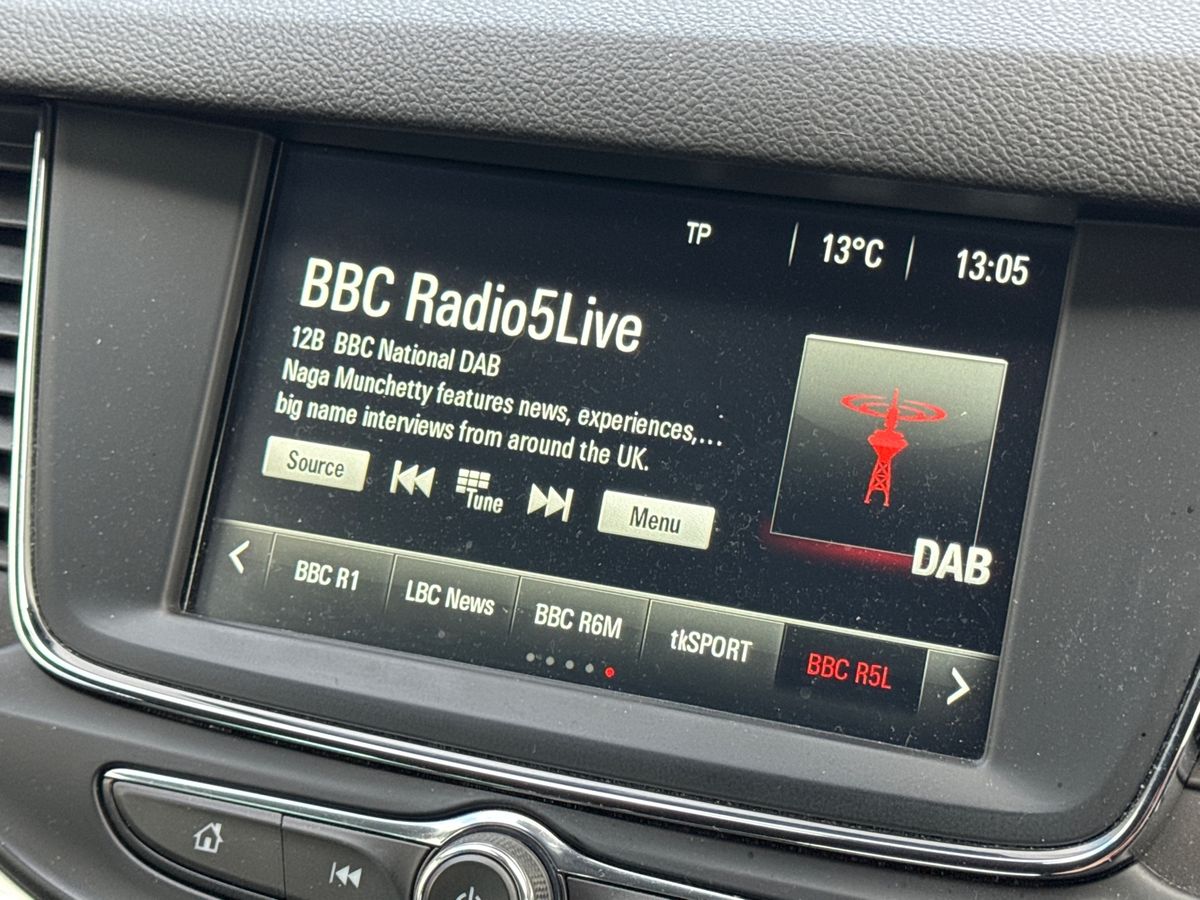 TP 13°C 13:05
BBC Radio5Live
12B BBC National DAB
Naga Munchetty features news, experiences,...
big name interviews from around the UK.
Source Tune Menu
DAB
BBC R1 LBC News BBC R6M tkSPORT BBC R5L